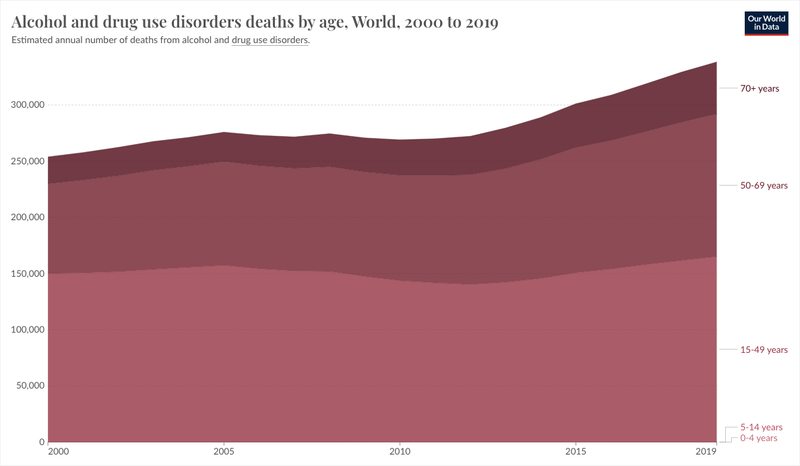 Alcohol and drug use disorders deaths by age, World, 2000 to 2019
Estimated annual number of deaths from alcohol and drug use disorders.
Our World
in Data
300,000
250,000
200,000
150,000
100,000
50,000
0
70+ years
50-69 years
15-49 years
5-14 years
0-4 years
2000
2005
2010
2015
2019